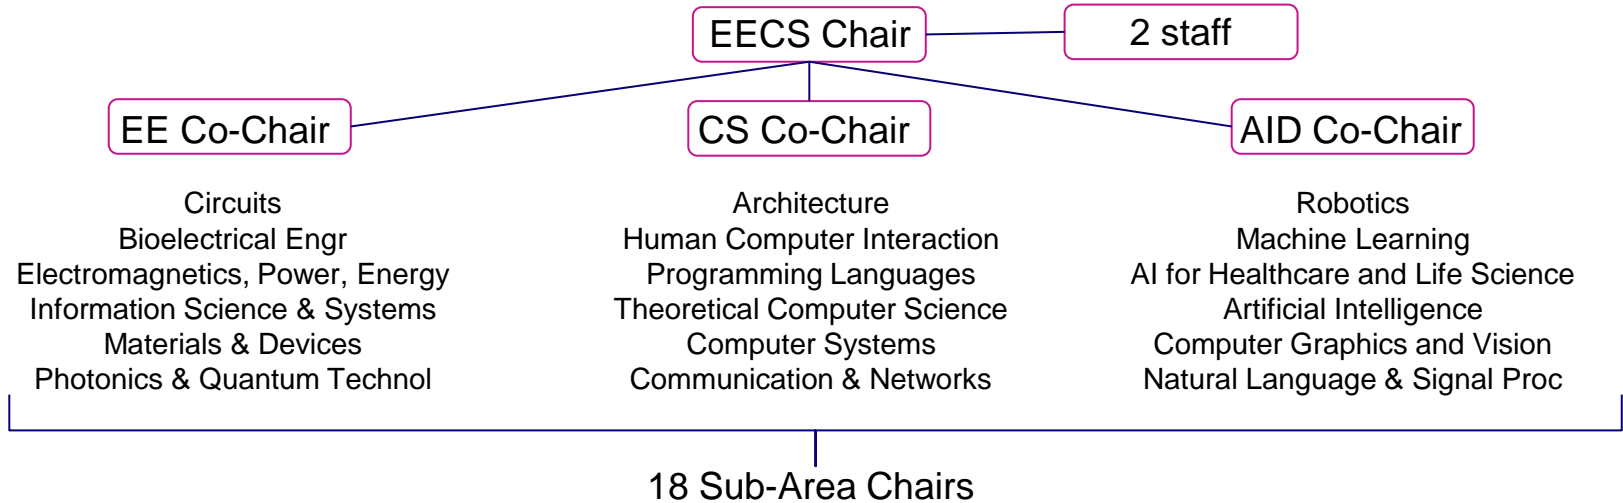 EECS Chair
2 staff
EE Co-Chair
CS Co-Chair
AID Co-Chair
Circuits
Bioelectrical Engr
Electromagnetics, Power, Energy
Information Science & Systems
Materials & Devices
Photonics & Quantum Technol
Architecture
Human Computer Interaction
Programming Languages
Theoretical Computer Science
Computer Systems
Communication & Networks
Robotics
Machine Learning
AI for Healthcare and Life Science
Artificial Intelligence
Computer Graphics and Vision
Natural Language & Signal Proc
18 Sub-Area Chairs